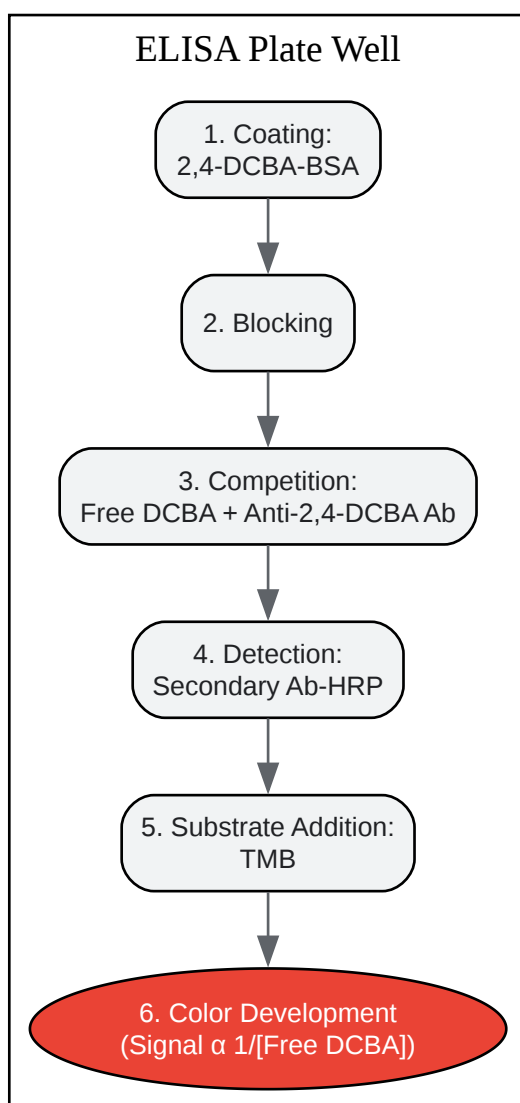 ELISA Plate Well
1. Coating:
2,4-DCBA-BSA
2. Blocking
3. Competition:
Free DCBA + Anti-2,4-DCBA Ab
4. Detection:
Secondary Ab-HRP
5. Substrate Addition:
TMB
6. Color Development
(Signal α 1/[Free DCBA])